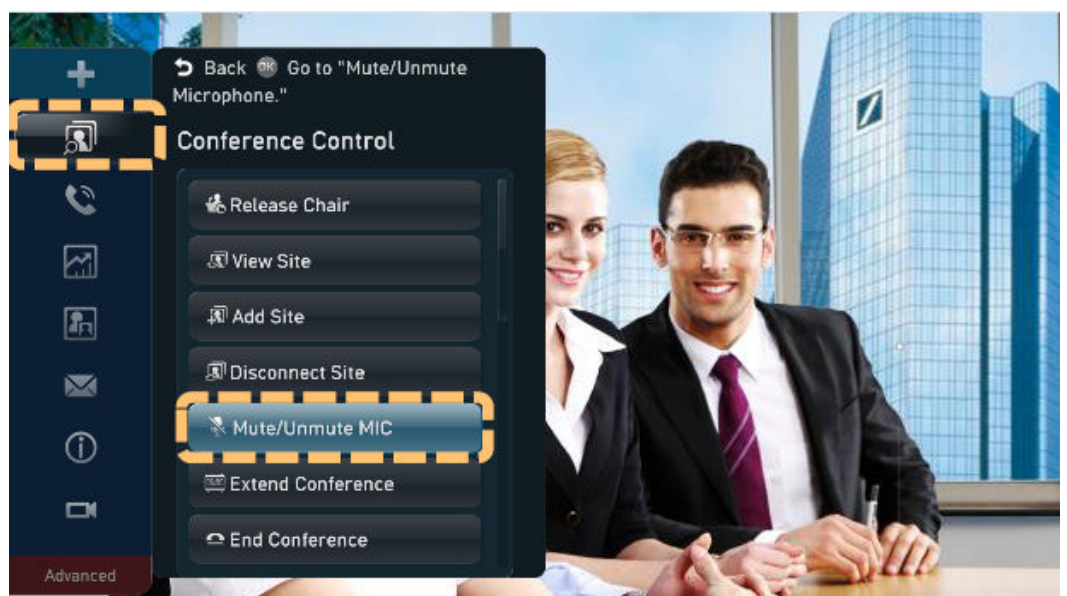 Back OK Go to "Mute/Unmute
Microphone."
Conference Control
Release Chair
View Site
Add Site
Disconnect Site
Mute/Unmute MIC
Extend Conference
End Conference
Advanced